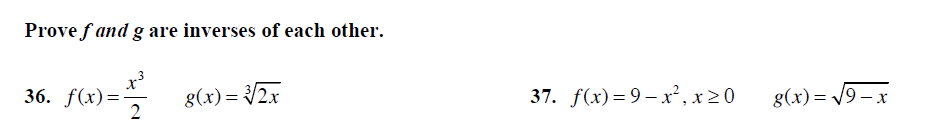 Prove f and g are inverses of each other.
36. f(x) = x³/2 g(x) = ∛2x 37. f(x) = 9 – x², x ≥ 0 g(x) = √9 – x